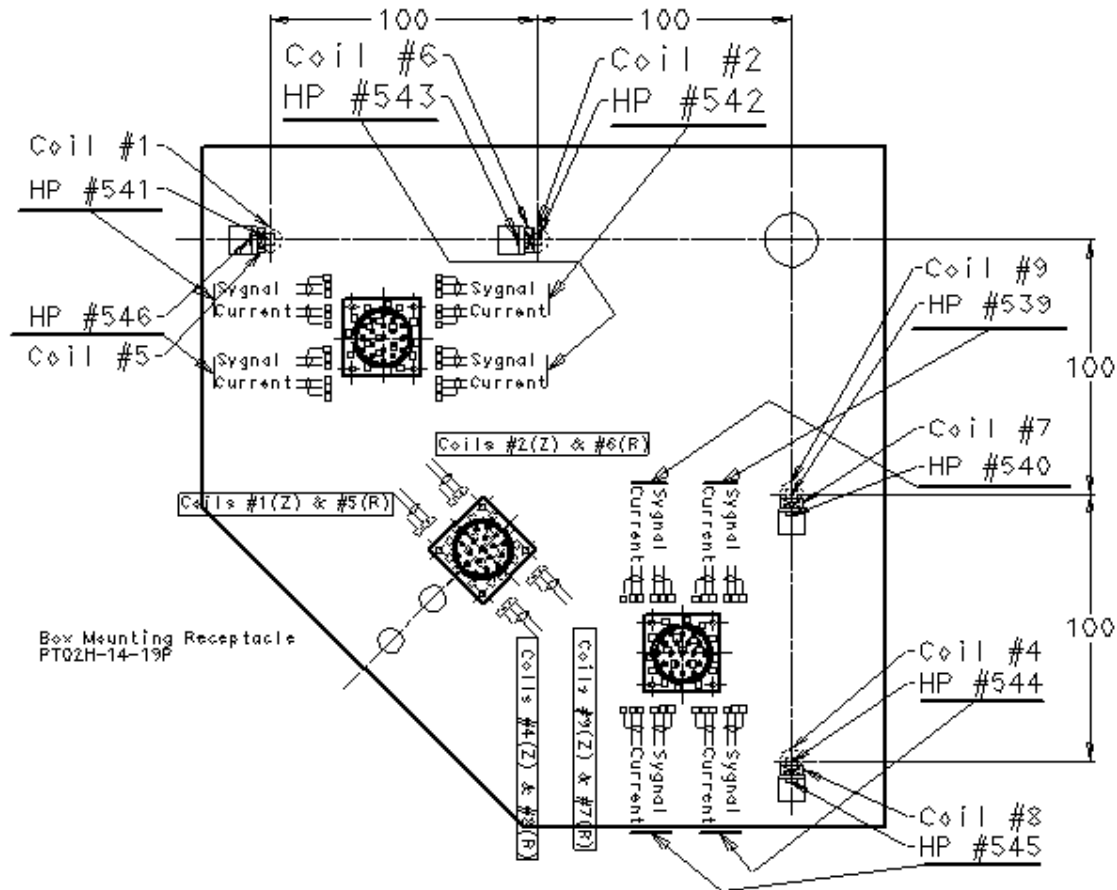 100 100
Coil #6
HP #543
Coil #2
HP #542
Coil #1
HP #541
HP #546
Coil #5
Sygnal
Current
Sygnal
Current
Sygnal
Current
Sygnal
Current
Coil #9
HP #539
100
Coil #7
HP #540
Coils #2(Z) & #6(R)
Coils #1(Z) & #5(R)
Current
Sygnal
Current
Sygnal
Box Mounting Receptacle
PT02H-14-19P
100
Coil #4
HP #544
Coils #4(Z) & #8(R)
Coils #9(Z) & #7(R)
Current
Sygnal
Current
Sygnal
Coil #8
HP #545